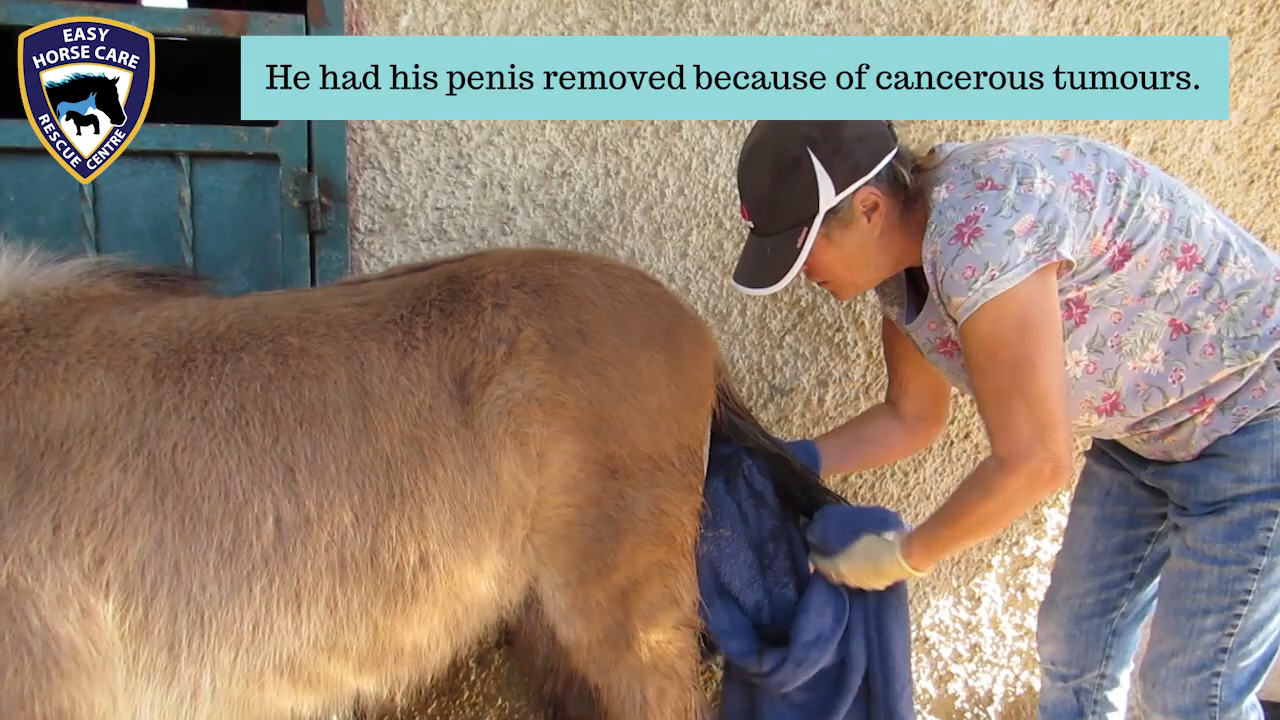 EASY
HORSE CARE
RESCUE CENTRE
He had his penis removed because of cancerous tumours.